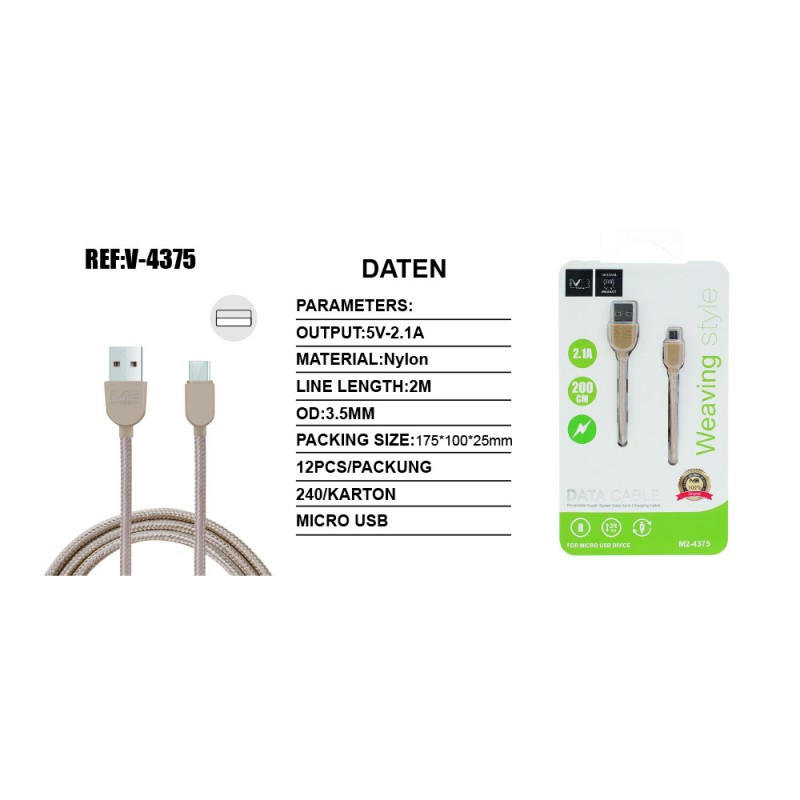 REF:V-4375
DATEN
PARAMETERS:
OUTPUT:5V-2.1A
MATERIAL:Nylon
LINE LENGTH:2M
OD:3.5MM
PACKING SIZE:175*100*25mm
12PCS/PACKUNG
240/KARTON
MICRO USB
2.1A
200
CM
Weaving style
100%
DATA CABLE
FOR MICRO USB DIVICE
M2-4375